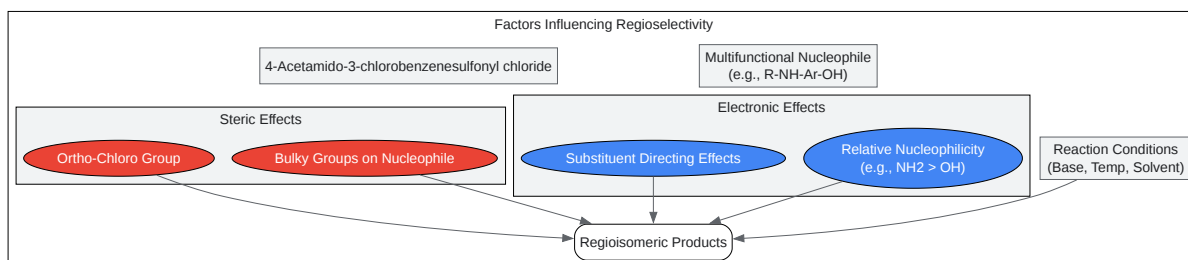 Factors Influencing Regioselectivity
4-Acetamido-3-chlorobenzenesulfonyl chloride
Multifunctional Nucleophile
(e.g., R-NH-Ar-OH)
Steric Effects
Ortho-Chloro Group
Bulky Groups on Nucleophile
Electronic Effects
Substituent Directing Effects
Relative Nucleophilicity
(e.g., NH2 > OH)
Reaction Conditions
(Base, Temp, Solvent)
Regioisomeric Products